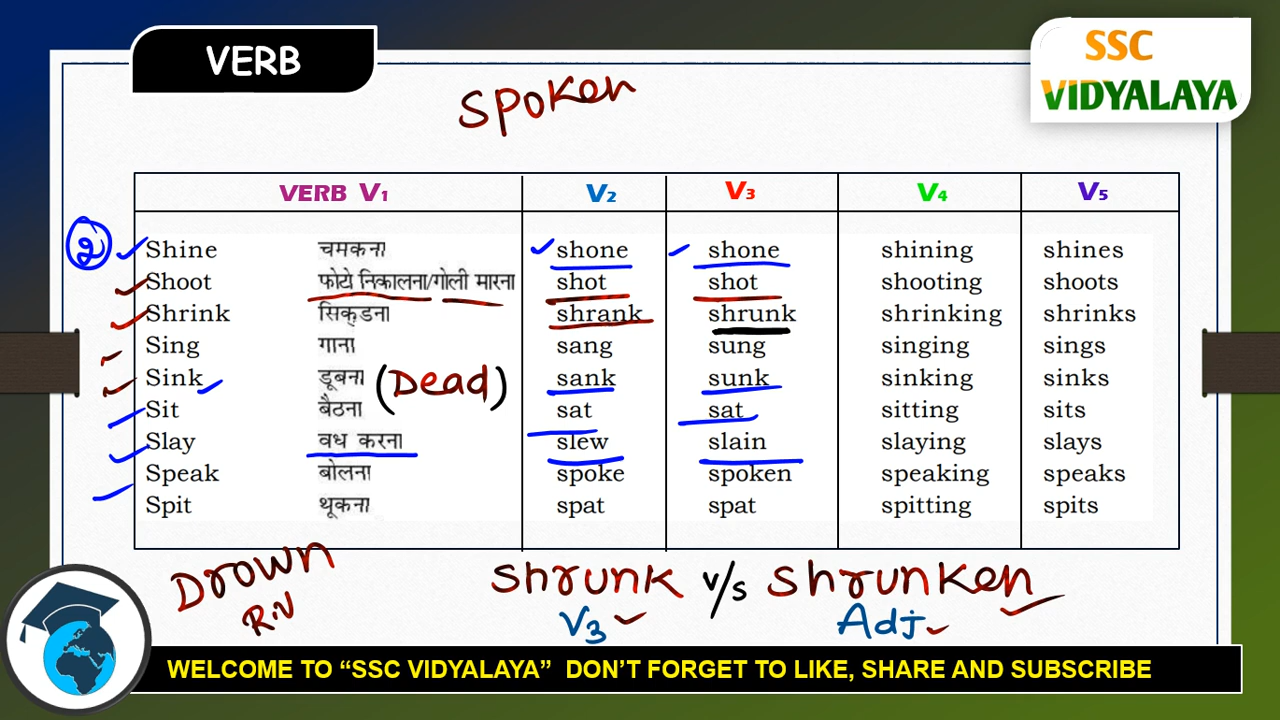 VERB
SSC
VIDYALAYA
Spoken
VERB V1 V2 V3 V4 V5
2 Shine चमकना shone shone shining shines
Shoot फोटो निकालना/गोली मारना shot shot shooting shoots
Shrink सिकुडना shrank shrunk shrinking shrinks
Sing गाना sang sung singing sings
Sink डूबना (Dead) sank sunk sinking sinks
Sit बैठना sat sat sitting sits
Slay वध करना slew slain slaying slays
Speak बोलना spoke spoken speaking speaks
Spit थूकना spat spat spitting spits
Drown shrunk v/s shrunken
R.V V3 Adj
WELCOME TO “SSC VIDYALAYA” DON’T FORGET TO LIKE, SHARE AND SUBSCRIBE